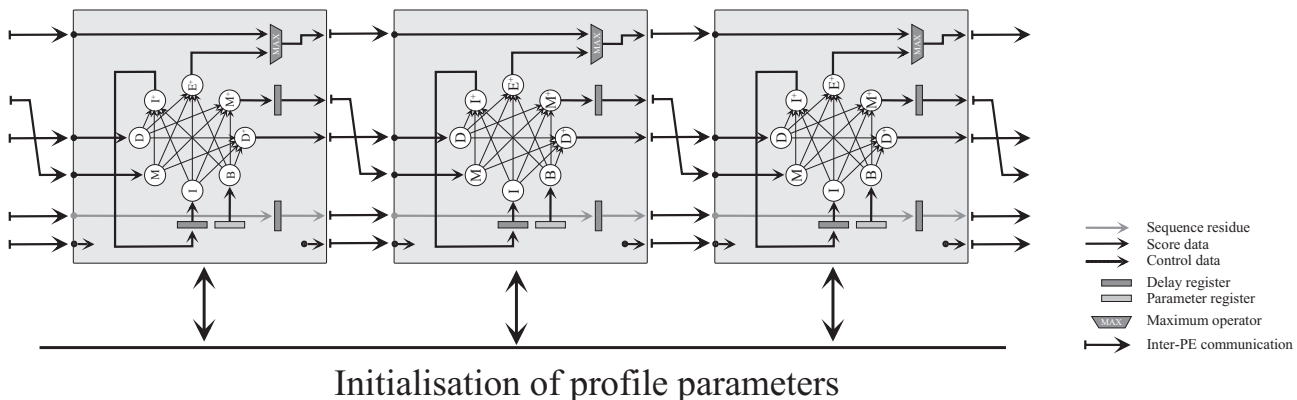 MAX
E+
I+
M+
D
D+
M
B
I
MAX
E+
I+
M+
D
D+
M
B
I
MAX
E+
I+
M+
D
D+
M
B
I
Sequence residue
Score data
Control data
Delay register
Parameter register
MAX Maximum operator
Inter-PE communication
Initialisation of profile parameters